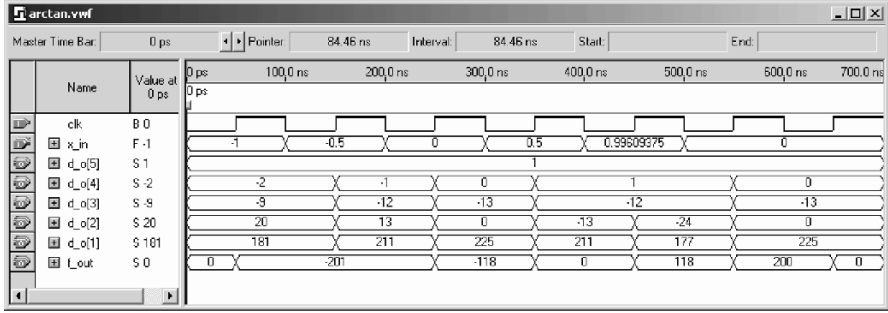 arctan.vwf
Master Time Bar: 0 ps Pointer: 84.46 ns Interval: 84.46 ns Start: End:
Name Value at 0 ps 0 ps 100.0 ns 200.0 ns 300.0 ns 400.0 ns 500.0 ns 600.0 ns 700.0 ns
0 ps
clk B 0
x_in F -1 -1 -0.5 0 0.5 0.99609375 0
d_o[5] S 1 1
d_o[4] S -2 -2 -1 0 1 0
d_o[3] S -9 -9 -12 -13 -12 -13
d_o[2] S 20 20 13 0 -13 -24 0
d_o[1] S 181 181 211 225 211 177 225
f_out S 0 0 -201 -118 0 118 200 0